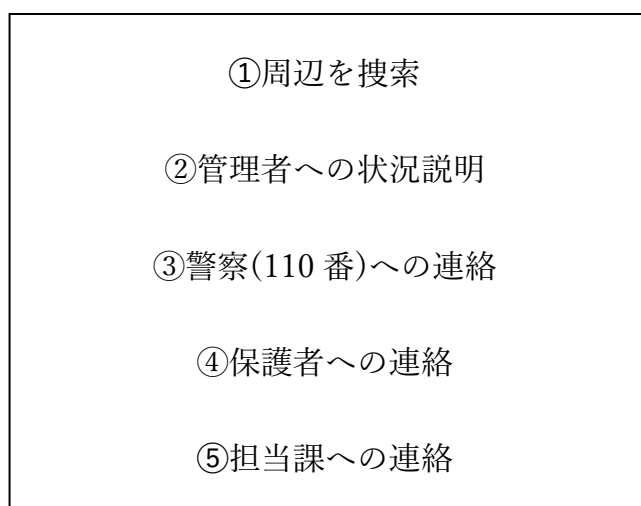 ①周辺を捜索
②管理者への状況説明
③警察(110 番)への連絡
④保護者への連絡
⑤担当課への連絡